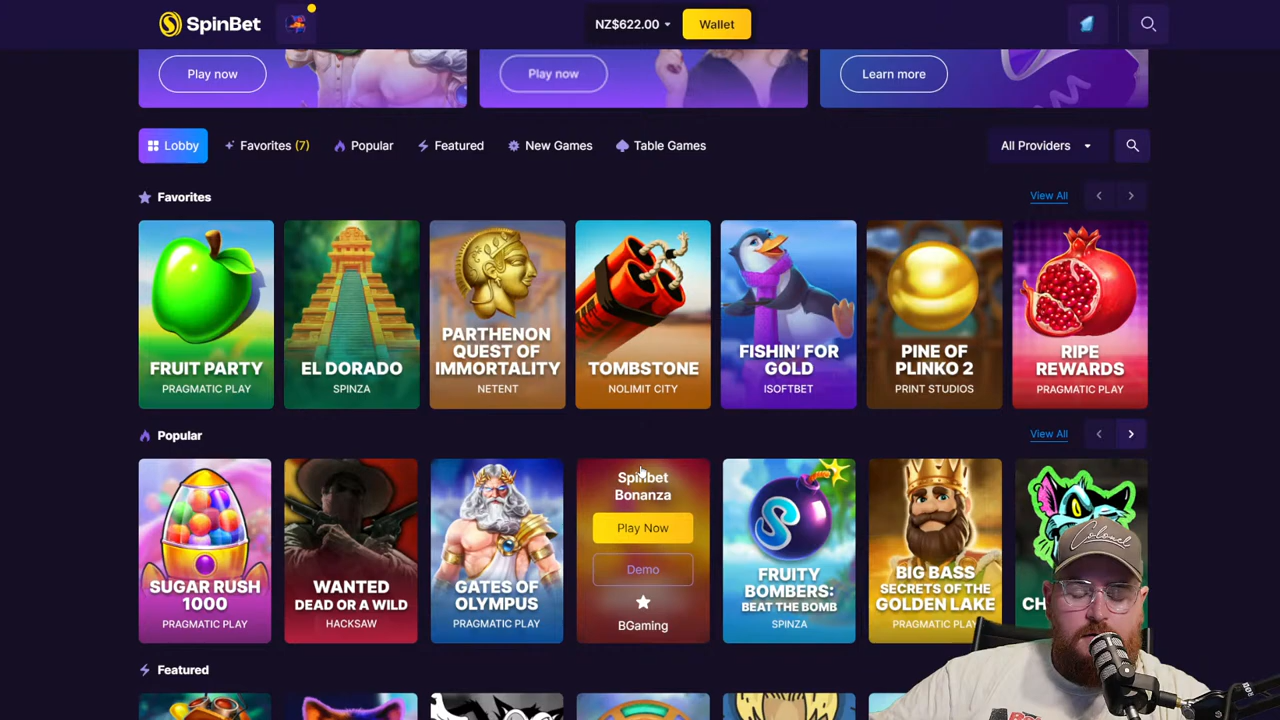 SpinBet
NZ$622.00
Wallet
Play now
Play now
Learn more
Lobby
Favorites (7)
Popular
Featured
New Games
Table Games
All Providers
Favorites
View All
FRUIT PARTY
PRAGMATIC PLAY
EL DORADO
SPINZA
PARTHENON
QUEST OF
IMMORTALITY
NETENT
TOMBSTONE
NOLIMIT CITY
FISHIN' FOR
GOLD
ISOFTBET
PINE OF
PLINKO 2
PRINT STUDIOS
RIPE
REWARDS
PRAGMATIC PLAY
Popular
View All
SUGAR RUSH
1000
PRAGMATIC PLAY
WANTED
DEAD OR A WILD
HACKSAW
GATES OF
OLYMPUS
PRAGMATIC PLAY
Spinbet
Bonanza
Play Now
Demo
BGaming
FRUITY
BOMBERS:
BEAT THE BOMB
SPINZA
BIG BASS
SECRETS OF THE
GOLDEN LAKE
PRAGMATIC PLAY
Colonel
Featured